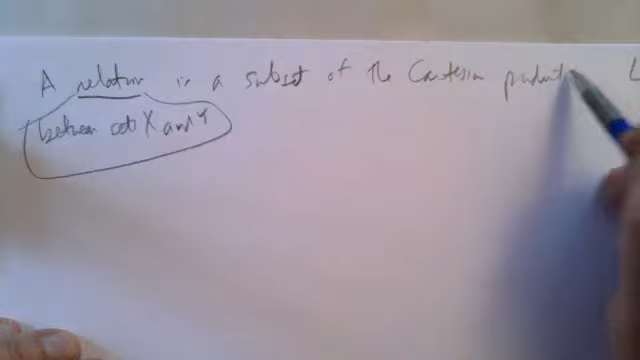 A relation is a subset of the Cartesian product
between sets X and Y